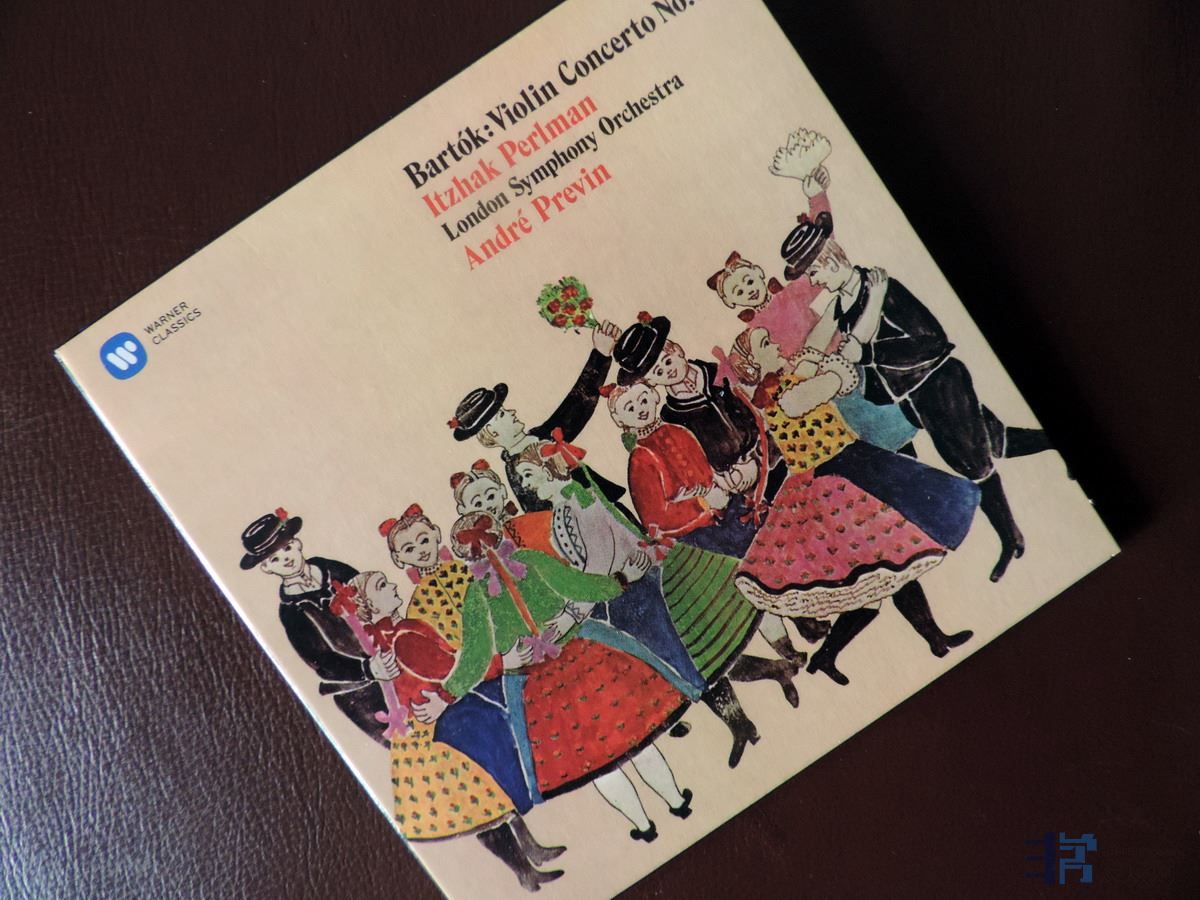 Bartók: Violin Concerto No.
Itzhak Perlman
London Symphony Orchestra
André Previn
WARNER
CLASSICS